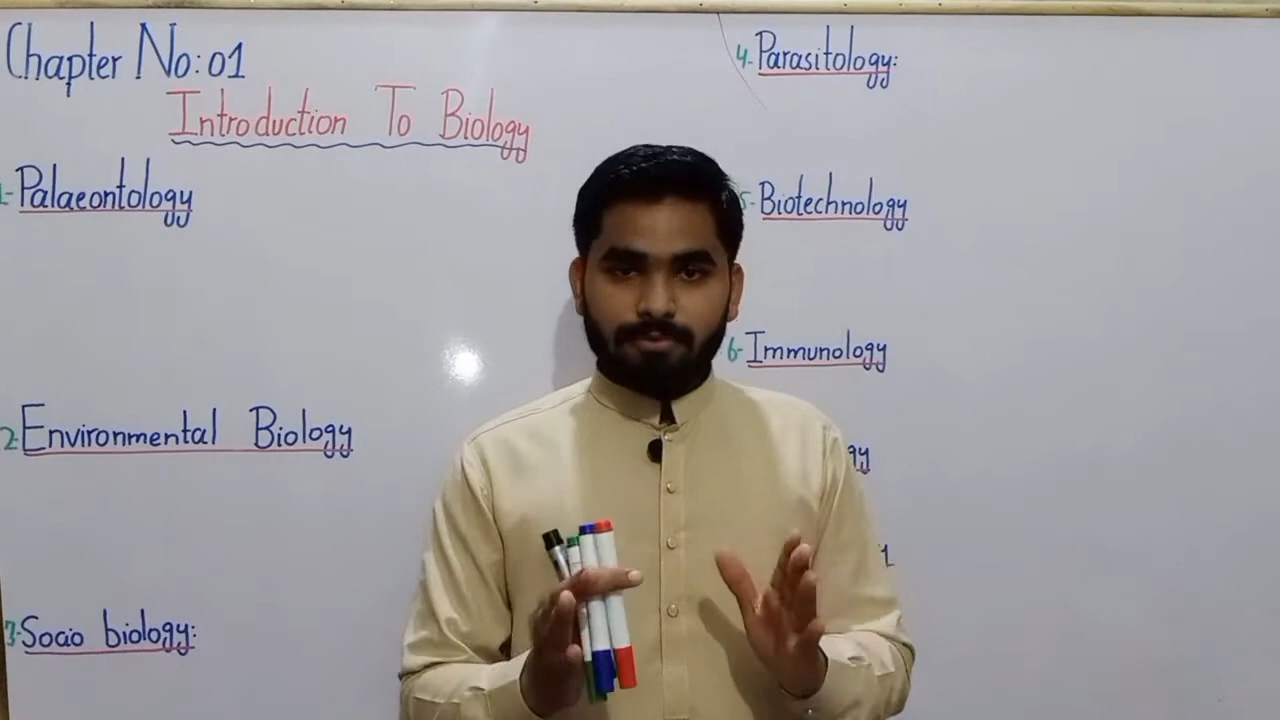 Chapter No:01
Introduction To Biology
1- Palaeontology
2- Environmental Biology
3- Socio biology:
4- Parasitology:
5- Biotechnology
6- Immunology
gy